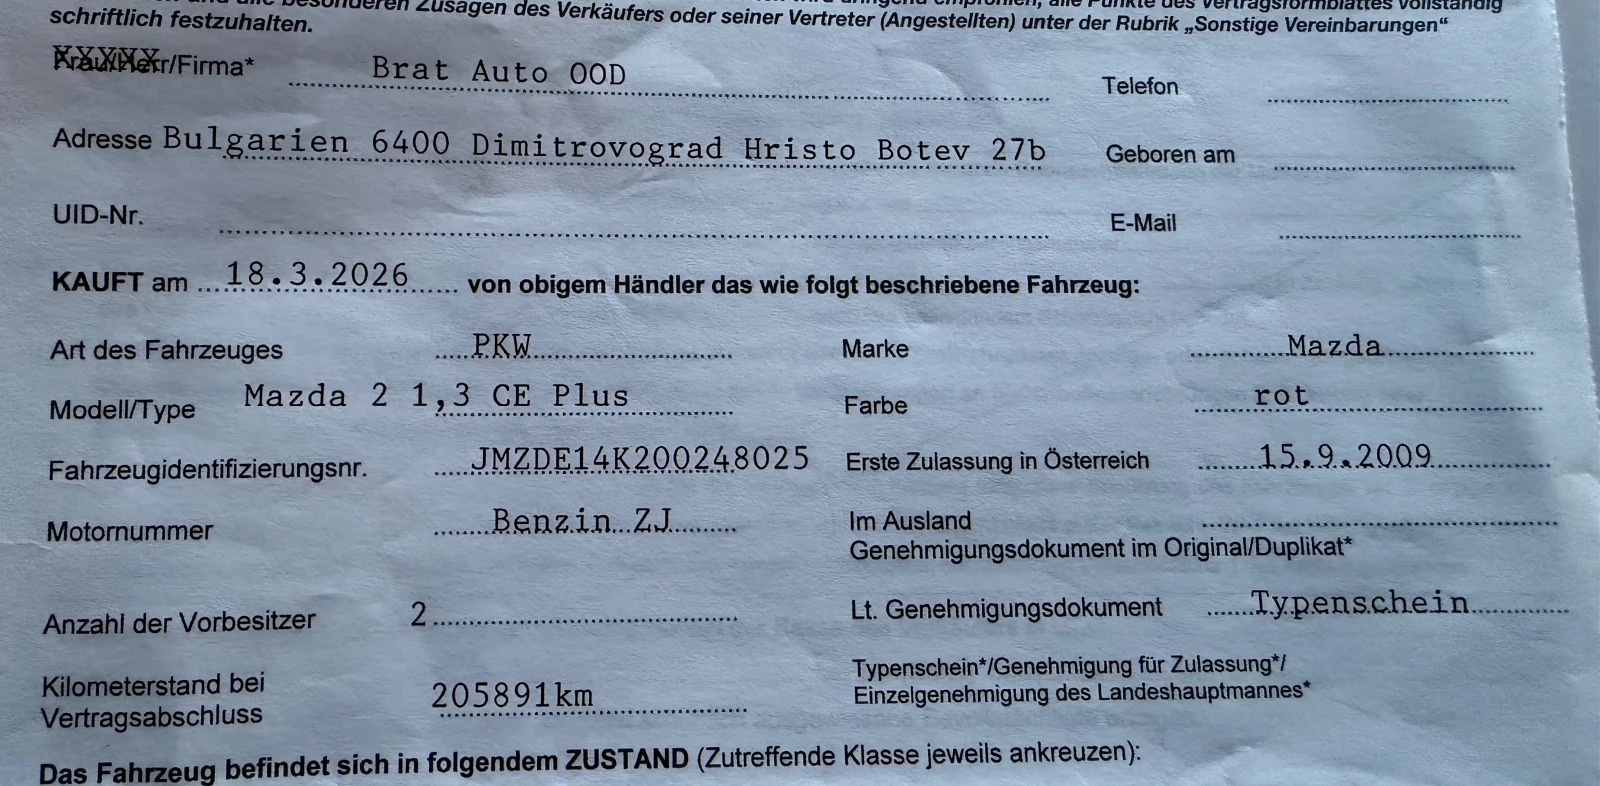 besonderen Zusagen des Verkäufers oder seiner Vertreter (Angestellten) unter der Rubrik „Sonstige Vereinbarungen“
schriftlich festzuhalten.
Frau/Herr/Firma* Brat Auto OOD Telefon
Adresse Bulgarien 6400 Dimitrovograd Hristo Botev 27b Geboren am
UID-Nr. E-Mail
KAUFT am 18.3.2026 von obigem Händler das wie folgt beschriebene Fahrzeug:
Art des Fahrzeuges PKW Marke Mazda
Modell/Type Mazda 2 1,3 CE Plus Farbe rot
Fahrzeugidentifizierungsnr. JMZDE14K200248025 Erste Zulassung in Österreich 15.9.2009
Motornummer Benzin ZJ Im Ausland
Genehmigungsdokument im Original/Duplikat*
Anzahl der Vorbesitzer 2 Lt. Genehmigungsdokument Typenschein
Kilometerstand bei Typenschein*/Genehmigung für Zulassung*/
Vertragsabschluss 205891km Einzelgenehmigung des Landeshauptmannes*
Das Fahrzeug befindet sich in folgendem ZUSTAND (Zutreffende Klasse jeweils ankreuzen):